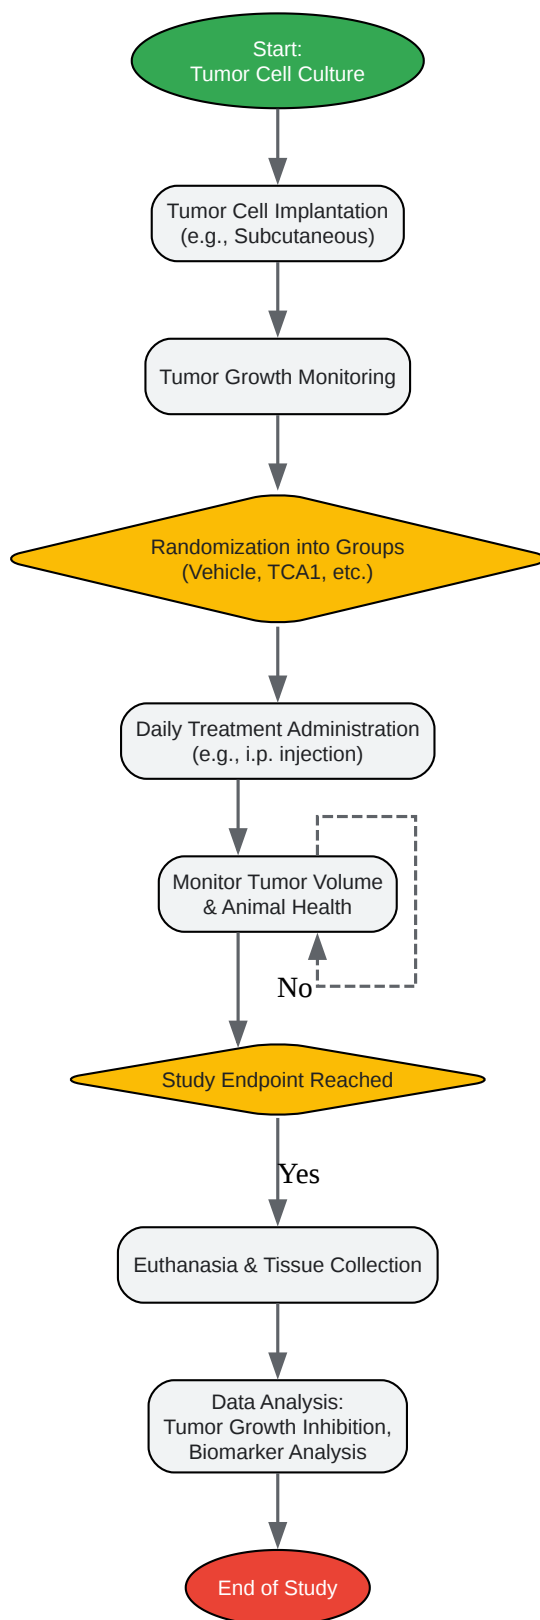 Start:
Tumor Cell Culture
Tumor Cell Implantation
(e.g., Subcutaneous)
Tumor Growth Monitoring
Randomization into Groups
(Vehicle, TCA1, etc.)
Daily Treatment Administration
(e.g., i.p. injection)
Monitor Tumor Volume
& Animal Health
No
Study Endpoint Reached
Yes
Euthanasia & Tissue Collection
Data Analysis:
Tumor Growth Inhibition,
Biomarker Analysis
End of Study